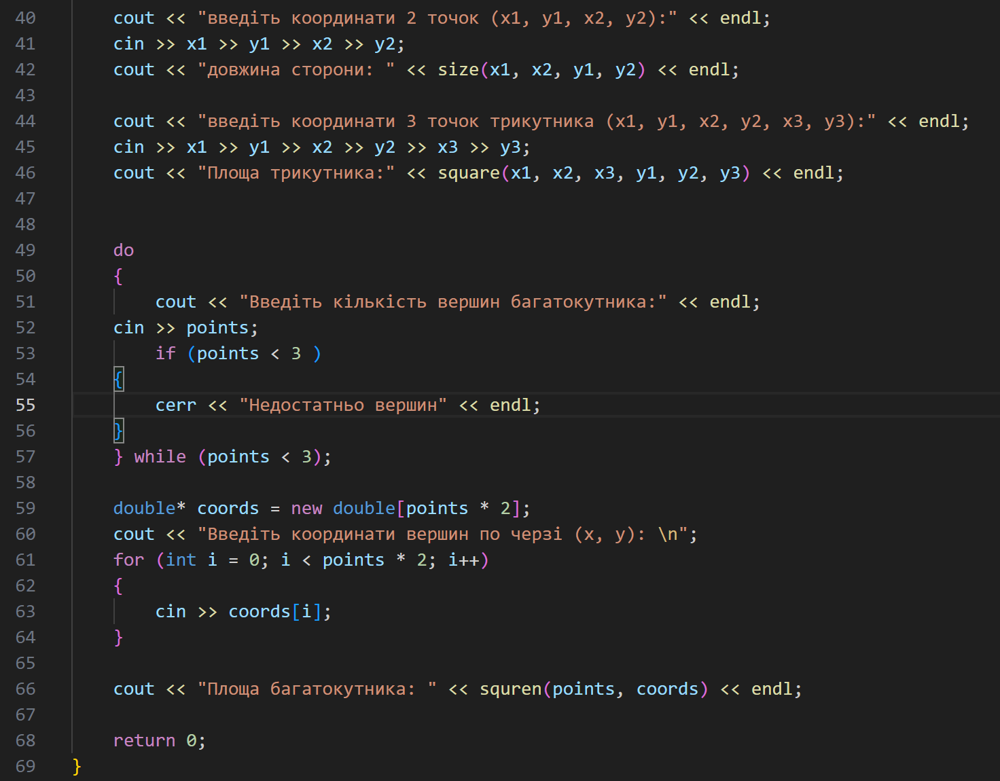 40 cout << "введіть координати 2 точок (x1, y1, x2, y2):" << endl;
41 cin >> x1 >> y1 >> x2 >> y2;
42 cout << "довжина сторони: " << size(x1, x2, y1, y2) << endl;
43
44 cout << "введіть координати 3 точок трикутника (x1, y1, x2, y2, x3, y3):" << endl;
45 cin >> x1 >> y1 >> x2 >> y2 >> x3 >> y3;
46 cout << "Площа трикутника:" << square(x1, x2, x3, y1, y2, y3) << endl;
47
48
49 do
50 {
51 cout << "Введіть кількість вершин багатокутника:" << endl;
52 cin >> points;
53 if (points < 3 )
54 {
55 cerr << "Недостатньо вершин" << endl;
56 }
57 } while (points < 3);
58
59 double* coords = new double[points * 2];
60 cout << "Введіть координати вершин по черзі (x, y): \n";
61 for (int i = 0; i < points * 2; i++)
62 {
63 cin >> coords[i];
64 }
65
66 cout << "Площа багатокутника: " << squren(points, coords) << endl;
67
68 return 0;
69 }